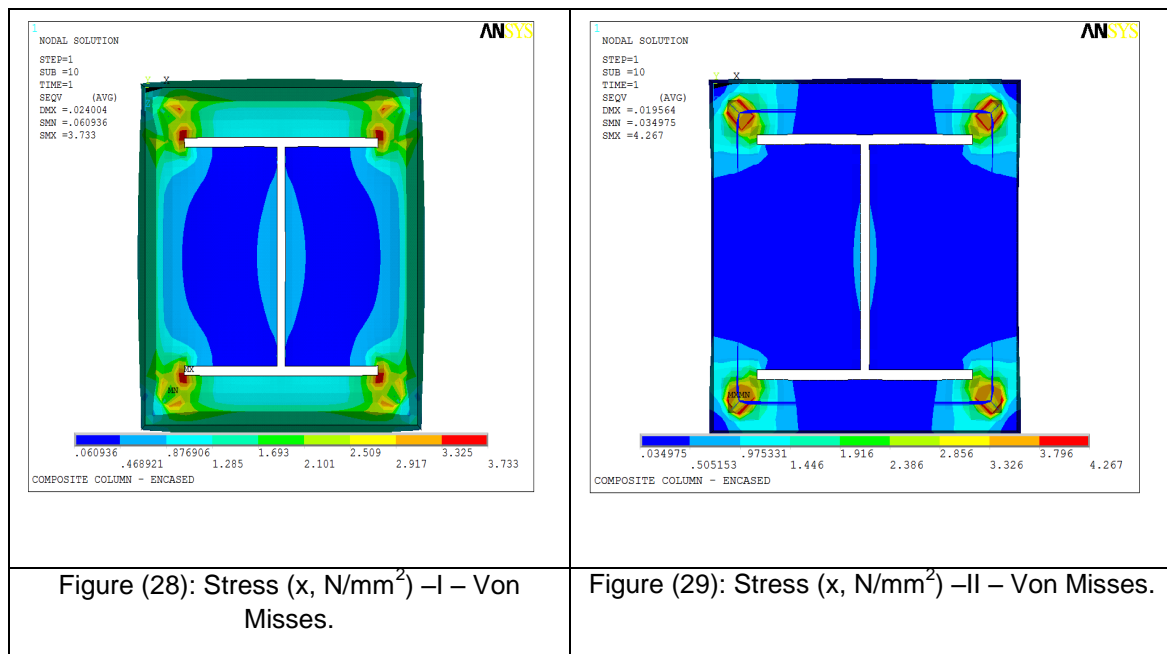 1
ANSYS
NODAL SOLUTION
STEP=1
SUB =10
TIME=1
SEQV (AVG)
DMX =.024004
SMN =.060936
SMX =3.733
Y X
MX
MN
.060936 .876906 1.693 2.509 3.325
.468921 1.285 2.101 2.917 3.733
COMPOSITE COLUMN - ENCASED
Figure (28): Stress (x, N/mm²) –I – Von
Misses.
1
ANSYS
NODAL SOLUTION
STEP=1
SUB =10
TIME=1
SEQV (AVG)
DMX =.019564
SMN =.034975
SMX =4.267
Y X
.034975 .975331 1.916 2.856 3.796
.505153 1.446 2.386 3.326 4.267
COMPOSITE COLUMN - ENCASED
Figure (29): Stress (x, N/mm²) –II – Von Misses.